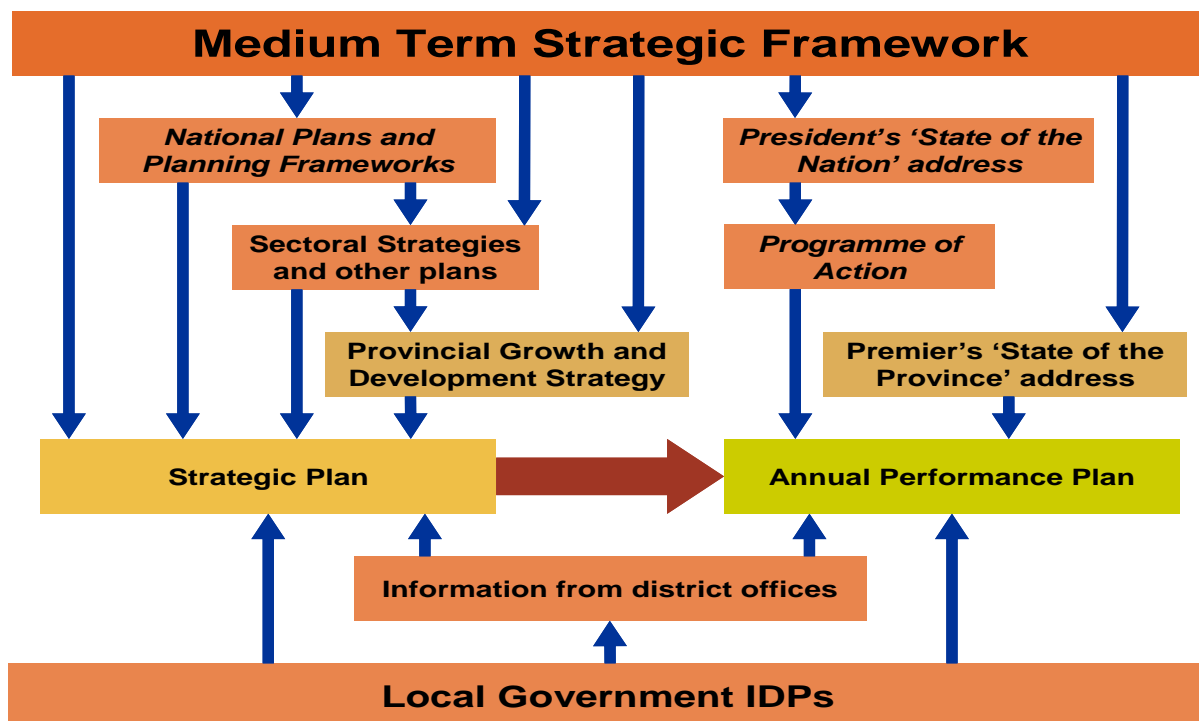 Medium Term Strategic Framework
National Plans and
Planning Frameworks
President’s ‘State of the
Nation’ address
Sectoral Strategies
and other plans
Programme of
Action
Provincial Growth and
Development Strategy
Premier’s ‘State of the
Province’ address
Strategic Plan
Annual Performance Plan
Information from district offices
Local Government IDPs